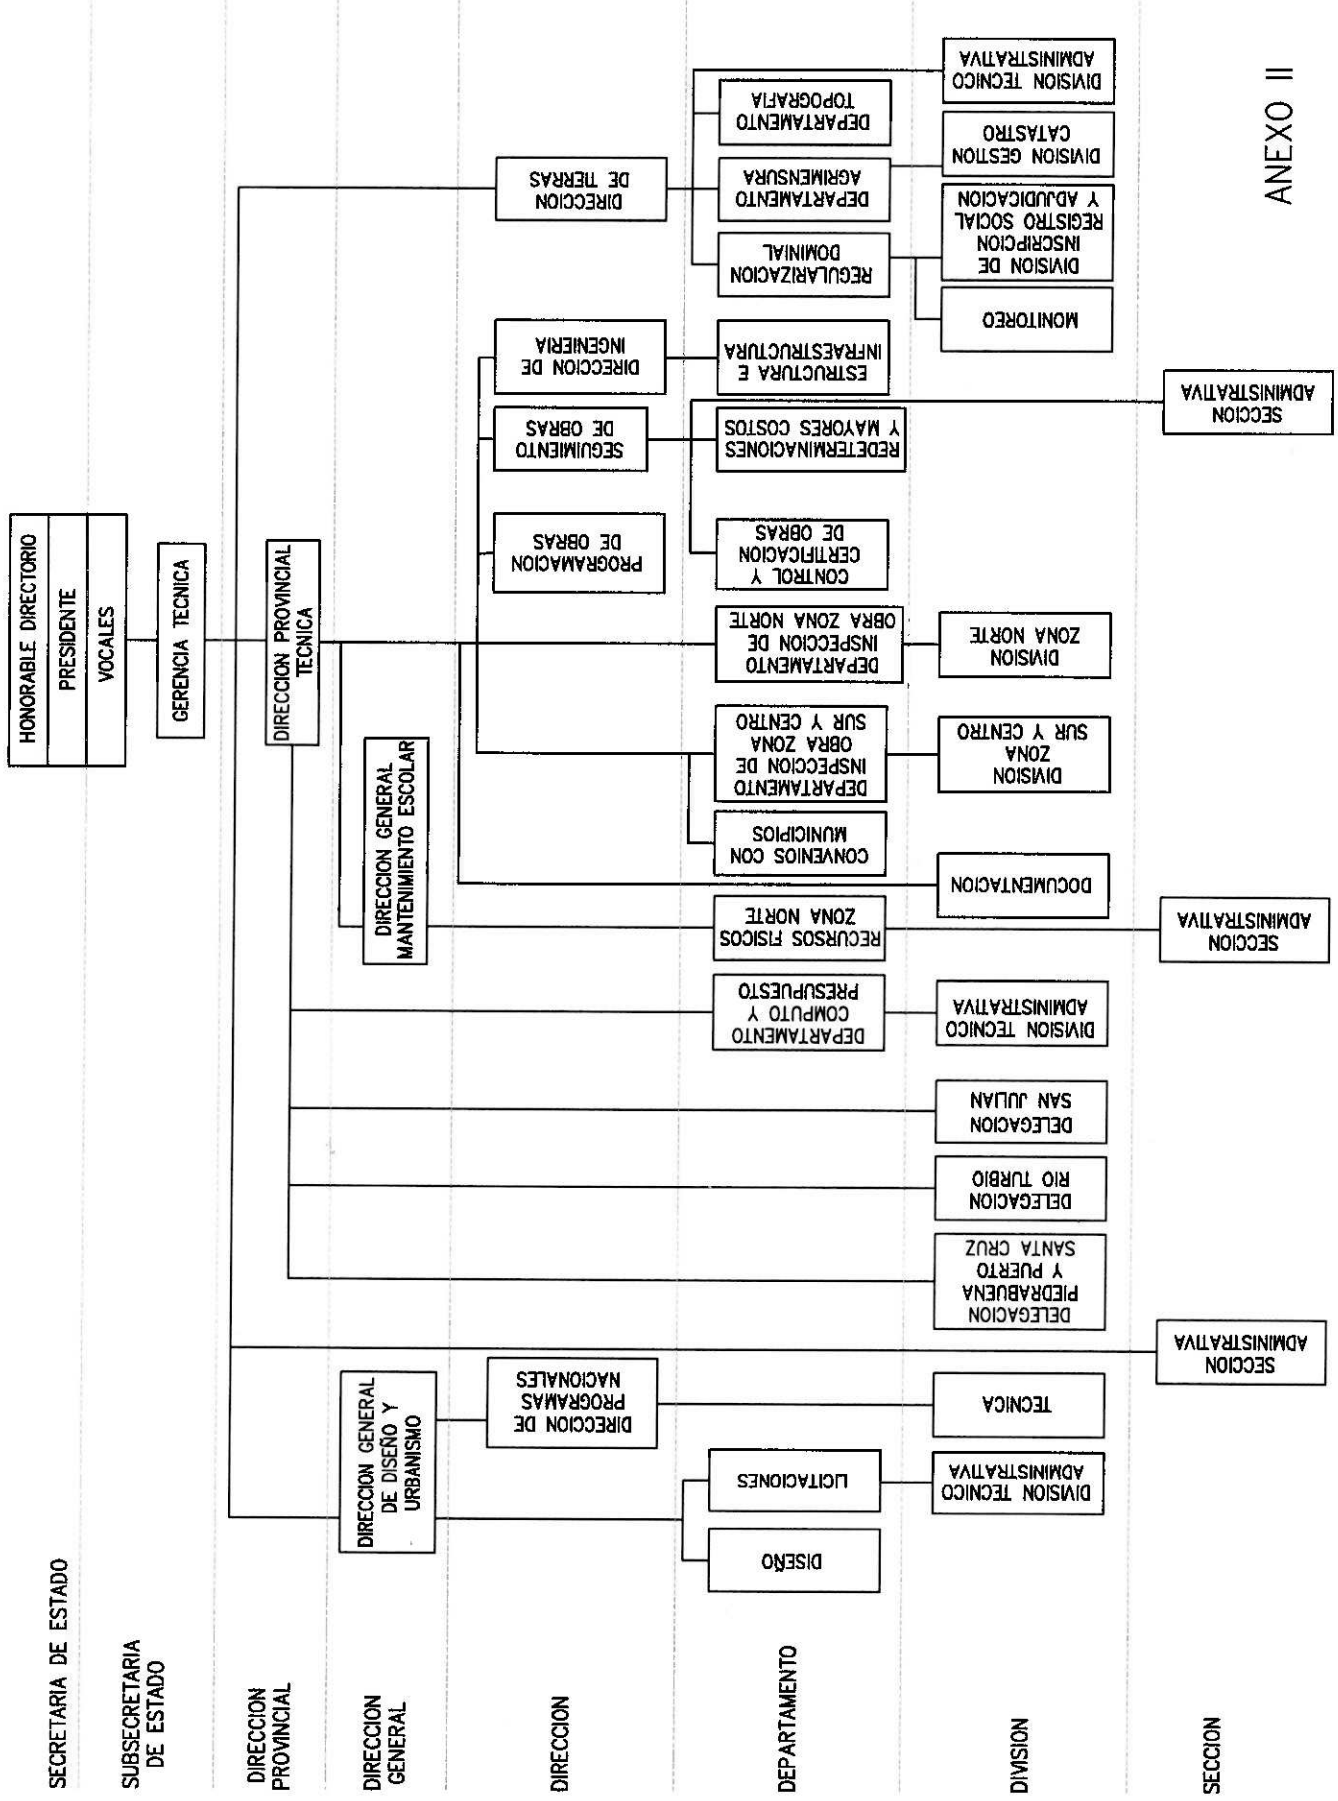 HONORABLE DIRECTORIO
PRESIDENTE
VOCALES
GERENCIA TECNICA
DIRECCION PROVINCIAL
TECNICA
DIRECCION GENERAL
MANTENIMIENTO ESCOLAR
DIRECCION GENERAL
DE DISEÑO Y
URBANISMO
DIRECCION DE
PROGRAMAS
NACIONALES
PROGRAMACION
DE OBRAS
SEGUIMIENTO
DE OBRAS
DIRECCION DE
INGENIERIA
DIRECCION
DE TIERRAS
DISEÑO
LICITACIONES
DEPARTAMENTO
COMPUTO Y
PRESUPUESTO
RECURSOS FISICOS
ZONA NORTE
CONVENIOS CON
MUNICIPIOS
DEPARTAMENTO
INSPECCION DE
OBRA ZONA
SUR Y CENTRO
DEPARTAMENTO
INSPECCION DE
OBRA ZONA NORTE
CONTROL Y
CERTIFICACION
DE OBRAS
REDETERMINACIONES
Y MAYORES COSTOS
ESTRUCTURA E
INFRAESTRUCTURA
REGULARIZACION
DOMINIAL
DEPARTAMENTO
AGRIMENSURA
DEPARTAMENTO
TOPOGRAFIA
DIVISION TECNICO
ADMINISTRATIVA
TECNICA
DELEGACION
PIEDRABUENA
Y PUERTO
SANTA CRUZ
DELEGACION
RIO TURBIO
DELEGACION
SAN JULIAN
DIVISION TECNICO
ADMINISTRATIVA
DOCUMENTACION
DIVISION
ZONA
SUR Y CENTRO
DIVISION
ZONA NORTE
MONITOREO
DIVISION DE
INSCRIPCION
REGISTRO SOCIAL
Y ADJUDICACION
DIVISION GESTION
CATASTRO
DIVISION TECNICO
ADMINISTRATIVA
SECCION
ADMINISTRATIVA
SECCION
ADMINISTRATIVA
SECCION
ADMINISTRATIVA
SECRETARIA DE ESTADO
SUBSECRETARIA
DE ESTADO
DIRECCION
PROVINCIAL
DIRECCION
GENERAL
DIRECCION
DEPARTAMENTO
DIVISION
SECCION
ANEXO II